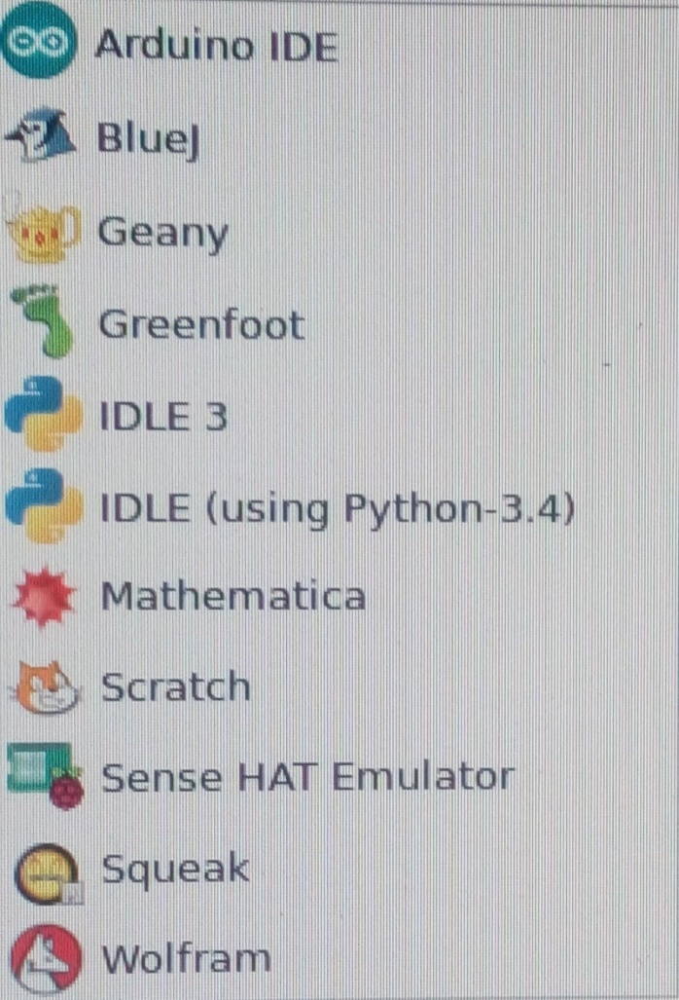 Arduino IDE
BlueJ
Geany
Greenfoot
IDLE 3
IDLE (using Python-3.4)
Mathematica
Scratch
Sense HAT Emulator
Squeak
Wolfram